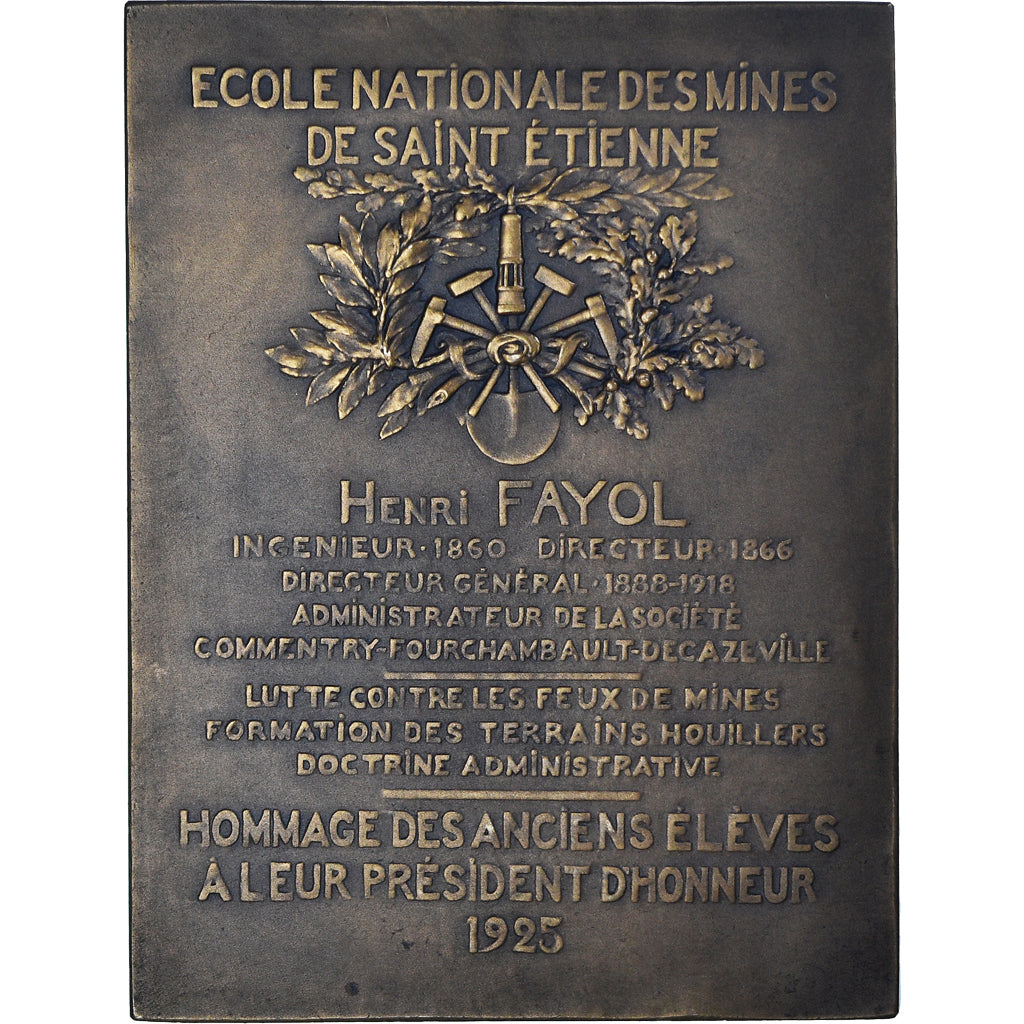 ECOLE NATIONALE DES MINES
DE SAINT ÉTIENNE
HENRI FAYOL
INGENIEUR·1860 DIRECTEUR·1866
DIRECTEUR GÉNÉRAL·1888-1918
ADMINISTRATEUR DE LA SOCIÉTÉ
COMMENTRY-FOURCHAMBAULT-DECAZEVILLE
LUTTE CONTRE LES FEUX DE MINES
FORMATION DES TERRAINS HOUILLERS
DOCTRINE ADMINISTRATIVE
HOMMAGE DES ANCIENS ÉLÈVES
À LEUR PRÉSIDENT D'HONNEUR
1925